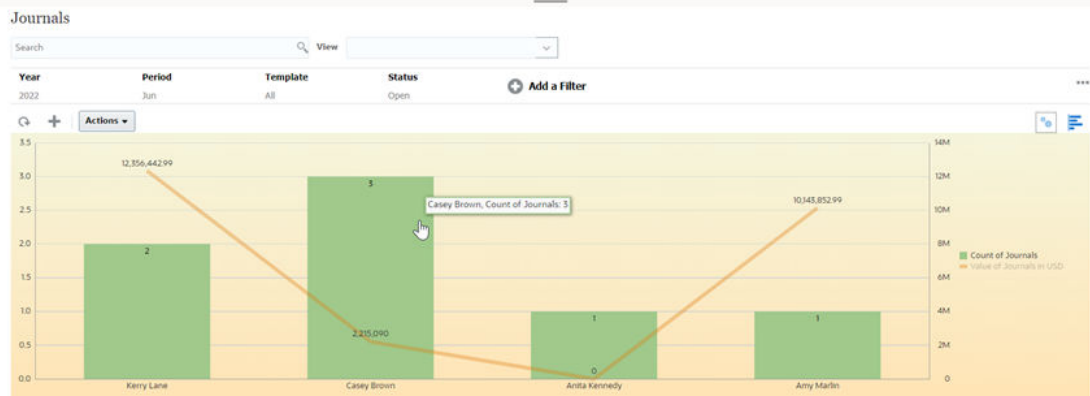 Journals
Search View
Year Period Template Status Add a Filter
2022 Jun All Open
Actions
3.5 14M
12,356,442.99
3.0 3 12M
Casey Brown, Count of Journals: 3
2.5 10,143,852.99 10M
2.0 2 8M
Count of Journals
Value of Journals in USD
1.5 6M
1.0 1 1 4M
2,215,090
0.5 2M
0
0.0 0
Kerry Lane Casey Brown Anita Kennedy Amy Marlin